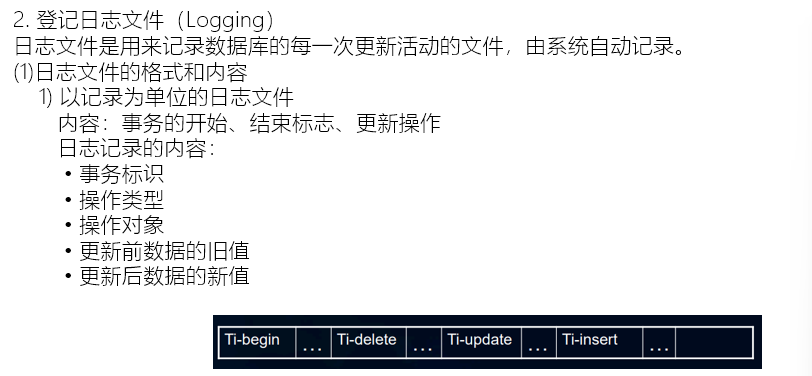 2. 登记日志文件（Logging）
日志文件是用来记录数据库的每一次更新活动的文件，由系统自动记录。
(1)日志文件的格式和内容
1) 以记录为单位的日志文件
内容：事务的开始、结束标志、更新操作
日志记录的内容：
• 事务标识
• 操作类型
• 操作对象
• 更新前数据的旧值
• 更新后数据的新值
Ti-begin … Ti-delete … Ti-update … Ti-insert …